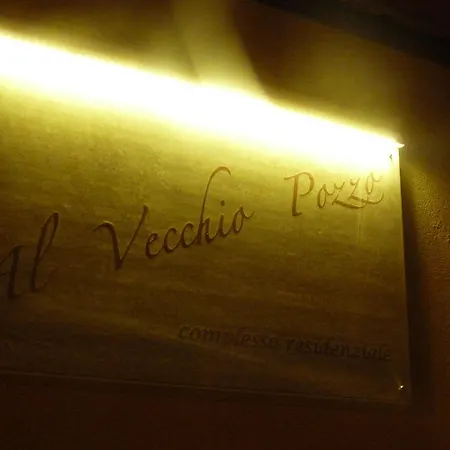 Al Vecchio Pozzo
complesso residenziale